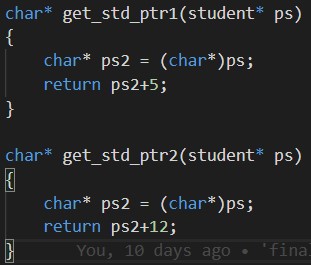 char* get_std_ptr1(student* ps)
{
    char* ps2 = (char*)ps;
    return ps2+5;
}

char* get_std_ptr2(student* ps)
{
    char* ps2 = (char*)ps;
    return ps2+12;
}    You, 10 days ago • 'fina